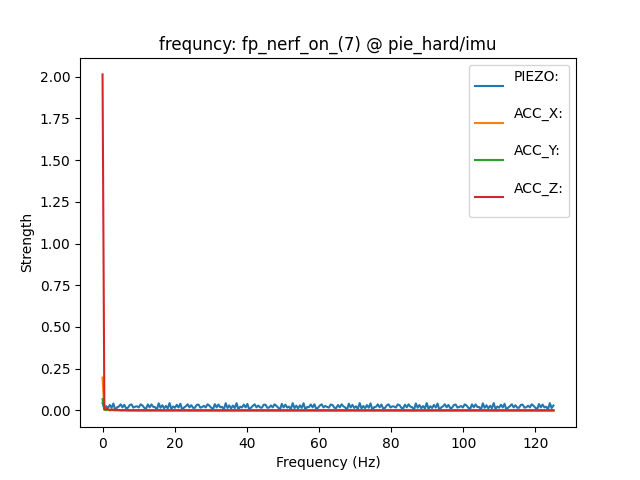 frequncy: fp_nerf_on_(7) @ pie_hard/imu
2.00
1.75
1.50
1.25
1.00
0.75
0.50
0.25
0.00
Strength
PIEZO:
ACC_X:
ACC_Y:
ACC_Z:
0 20 40 60 80 100 120
Frequency (Hz)